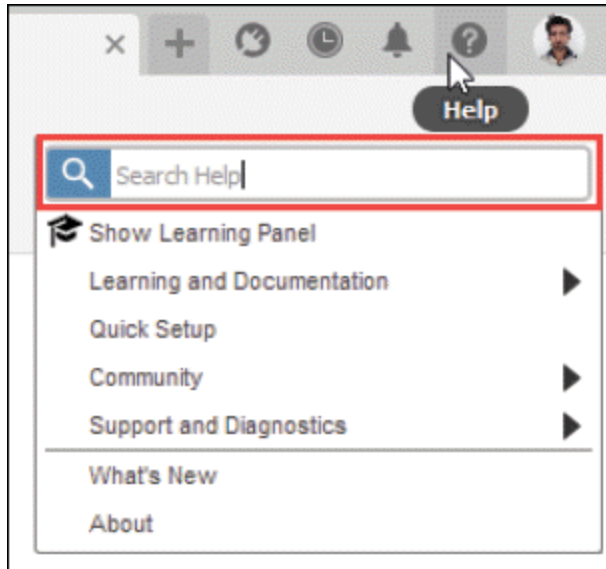 Help
Search Help
Show Learning Panel
Learning and Documentation
Quick Setup
Community
Support and Diagnostics
What's New
About